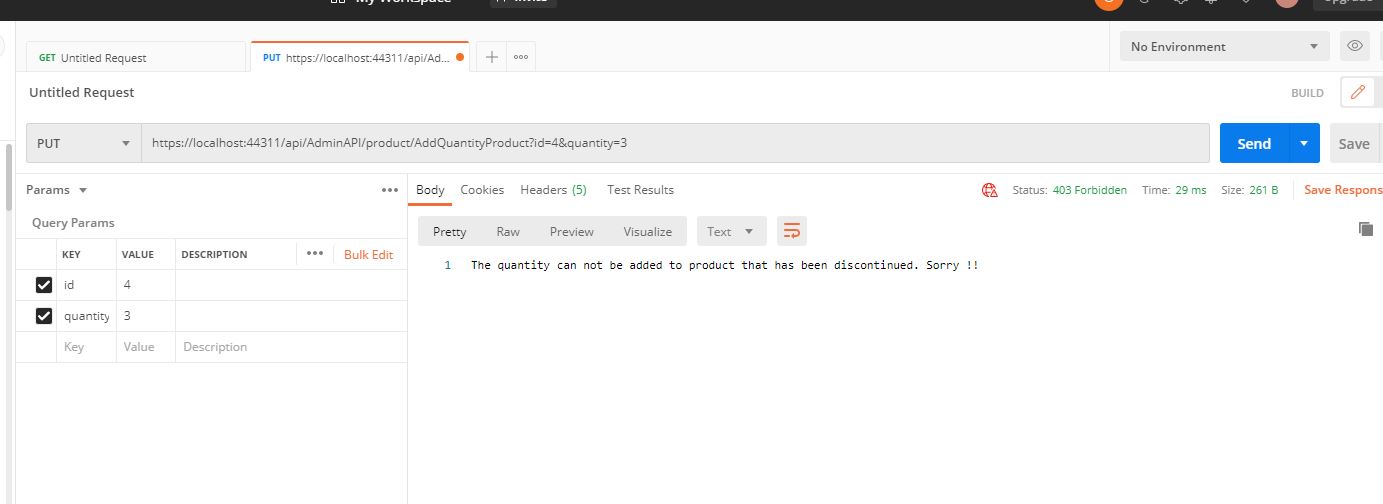 My Workspace
Invite
Upgrade
GET Untitled Request
PUT https://localhost:44311/api/Ad...
No Environment
Untitled Request
BUILD
PUT
https://localhost:44311/api/AdminAPI/product/AddQuantityProduct?id=4&quantity=3
Send
Save
Params
Body Cookies Headers (5) Test Results
Status: 403 Forbidden Time: 29 ms Size: 261 B
Save Respons
Query Params
Pretty Raw Preview Visualize Text
KEY VALUE DESCRIPTION
Bulk Edit
1 The quantity can not be added to product that has been discontinued. Sorry !!
id 4
quantity 3
Key Value Description